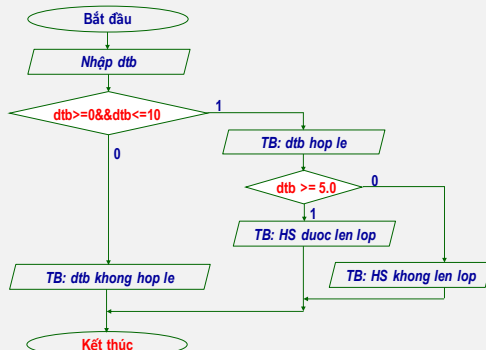 Bắt đầu
Nhập dtb
dtb>=0&&dtb<=10
1
0
TB: dtb hop le
dtb >= 5.0
0
1
TB: HS duoc len lop
TB: dtb khong hop le
TB: HS khong len lop
Kết thúc